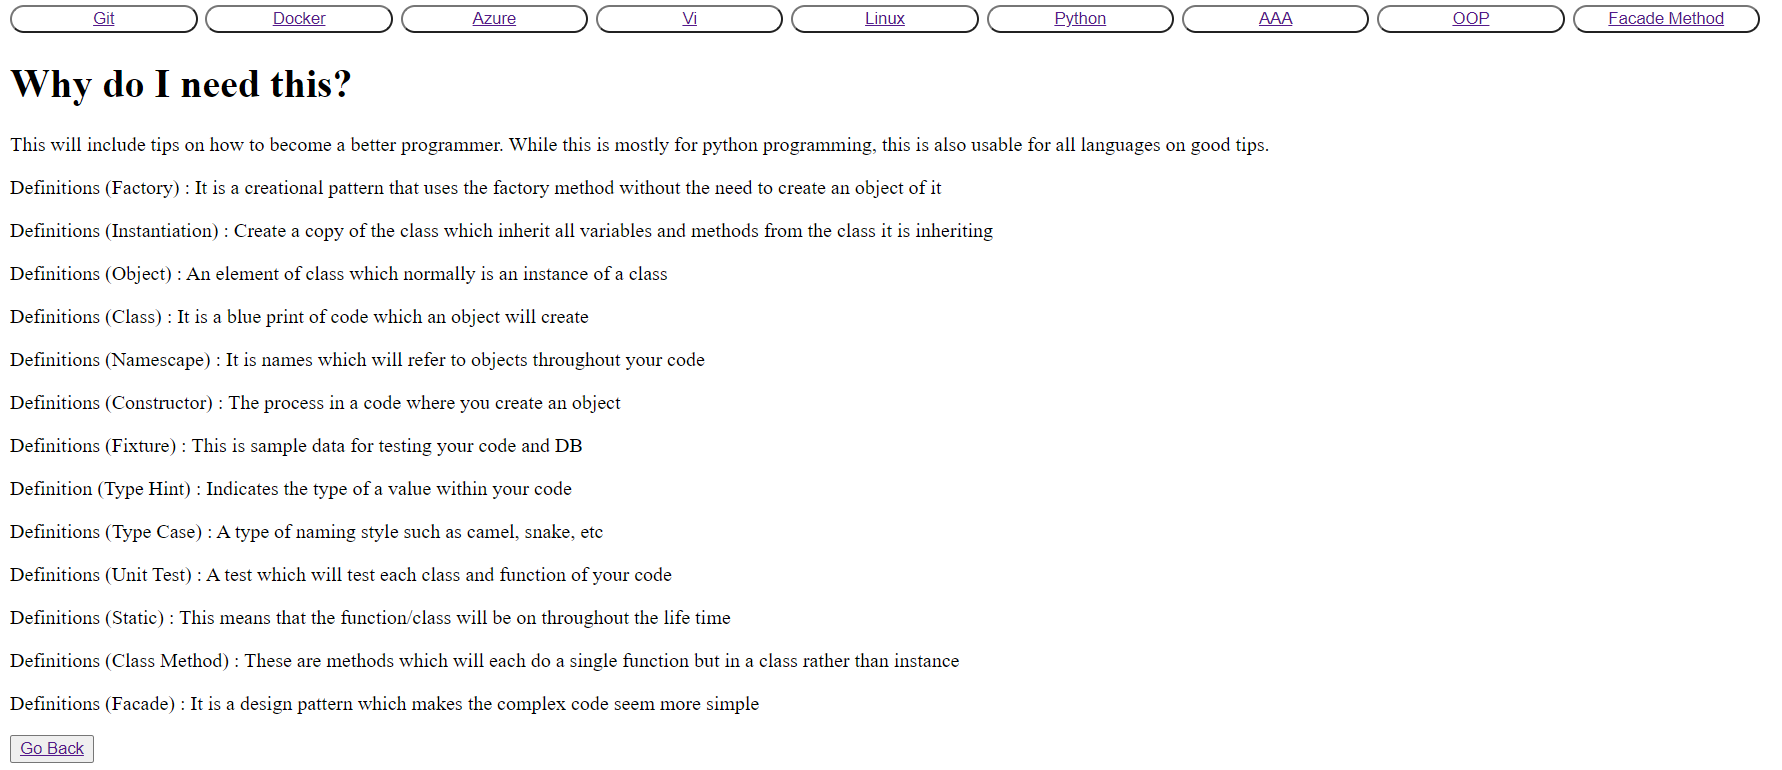 Git Docker Azure Vi Linux Python AAA OOP Facade Method
Why do I need this?
This will include tips on how to become a better programmer. While this is mostly for python programming, this is also usable for all languages on good tips.
Definitions (Factory) : It is a creational pattern that uses the factory method without the need to create an object of it
Definitions (Instantiation) : Create a copy of the class which inherit all variables and methods from the class it is inheriting
Definitions (Object) : An element of class which normally is an instance of a class
Definitions (Class) : It is a blue print of code which an object will create
Definitions (Namescape) : It is names which will refer to objects throughout your code
Definitions (Constructor) : The process in a code where you create an object
Definitions (Fixture) : This is sample data for testing your code and DB
Definition (Type Hint) : Indicates the type of a value within your code
Definitions (Type Case) : A type of naming style such as camel, snake, etc
Definitions (Unit Test) : A test which will test each class and function of your code
Definitions (Static) : This means that the function/class will be on throughout the life time
Definitions (Class Method) : These are methods which will each do a single function but in a class rather than instance
Definitions (Facade) : It is a design pattern which makes the complex code seem more simple
Go Back